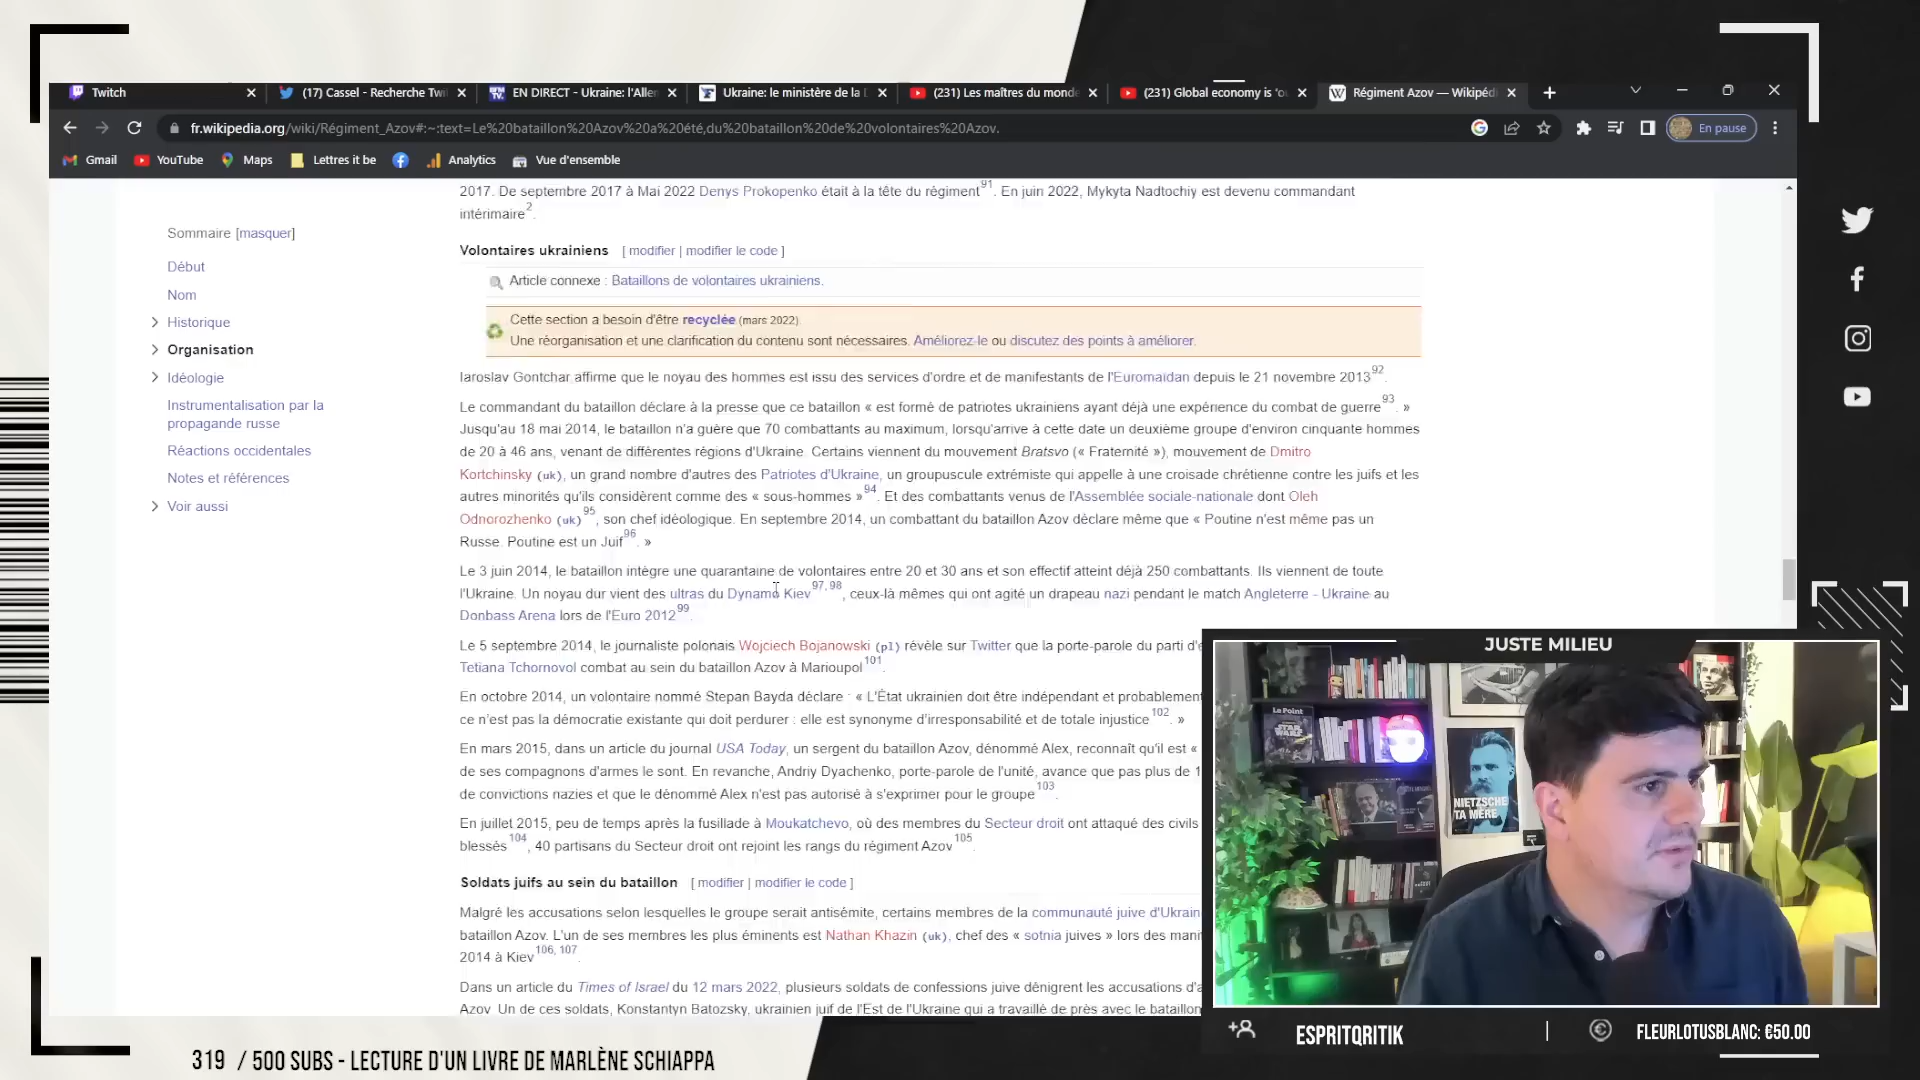 Twitch
(17) Cassel - Recherche Twi
EN DIRECT - Ukraine: l'Aller
Ukraine: le ministère de la D
(231) Les maîtres du monde
(231) Global economy is 'o
Régiment Azov — Wikipéd
fr.wikipedia.org/wiki/Régiment_Azov#:~:text=Le%20bataillon%20Azov%20a%20été,du%20bataillon%20de%20volontaires%20Azov.
En pause
Gmail
YouTube
Maps
Lettres it be
Analytics
Vue d'ensemble
Sommaire [masquer]
Début
Nom
Historique
Organisation
Idéologie
Instrumentalisation par la
propagande russe
Réactions occidentales
Notes et références
Voir aussi
2017. De septembre 2017 à Mai 2022 Denys Prokopenko était à la tête du régiment91. En juin 2022, Mykyta Nadtochiy est devenu commandant
intérimaire2.
Volontaires ukrainiens [ modifier | modifier le code ]
Article connexe : Bataillons de volontaires ukrainiens.
Cette section a besoin d'être recyclée (mars 2022).
Une réorganisation et une clarification du contenu sont nécessaires. Améliorez-le ou discutez des points à améliorer.
Iaroslav Gontchar affirme que le noyau des hommes est issu des services d'ordre et de manifestants de l'Euromaïdan depuis le 21 novembre 201392.
Le commandant du bataillon déclare à la presse que ce bataillon « est formé de patriotes ukrainiens ayant déjà une expérience du combat de guerre93. »
Jusqu'au 18 mai 2014, le bataillon n'a guère que 70 combattants au maximum, lorsqu'arrive à cette date un deuxième groupe d'environ cinquante hommes
de 20 à 46 ans, venant de différentes régions d'Ukraine. Certains viennent du mouvement Bratsvo (« Fraternité »), mouvement de Dmitro
Kortchinsky (uk), un grand nombre d'autres des Patriotes d'Ukraine, un groupuscule extrémiste qui appelle à une croisade chrétienne contre les juifs et les
autres minorités qu'ils considèrent comme des « sous-hommes »94. Et des combattants venus de l'Assemblée sociale-nationale dont Oleh
Odnorozhenko (uk)95, son chef idéologique. En septembre 2014, un combattant du bataillon Azov déclare même que « Poutine n'est même pas un
Russe. Poutine est un Juif96. »
Le 3 juin 2014, le bataillon intègre une quarantaine de volontaires entre 20 et 30 ans et son effectif atteint déjà 250 combattants. Ils viennent de toute
l'Ukraine. Un noyau dur vient des ultras du Dynamo Kiev97, 98, ceux-là mêmes qui ont agité un drapeau nazi pendant le match Angleterre - Ukraine au
Donbass Arena lors de l'Euro 201299.
Le 5 septembre 2014, le journaliste polonais Wojciech Bojanowski (pl) révèle sur Twitter que la porte-parole du parti d'e
Tetiana Tchornovol combat au sein du bataillon Azov à Marioupol101.
En octobre 2014, un volontaire nommé Stepan Bayda déclare : « L'État ukrainien doit être indépendant et probablement
ce n'est pas la démocratie existante qui doit perdurer : elle est synonyme d'irresponsabilité et de totale injustice102. »
En mars 2015, dans un article du journal USA Today, un sergent du bataillon Azov, dénommé Alex, reconnaît qu'il est «
de ses compagnons d'armes le sont. En revanche, Andriy Dyachenko, porte-parole de l'unité, avance que pas plus de 1
de convictions nazies et que le dénommé Alex n'est pas autorisé à s'exprimer pour le groupe103.
En juillet 2015, peu de temps après la fusillade à Moukatchevo, où des membres du Secteur droit ont attaqué des civils
blessés104, 40 partisans du Secteur droit ont rejoint les rangs du régiment Azov105.
Soldats juifs au sein du bataillon [ modifier | modifier le code ]
Malgré les accusations selon lesquelles le groupe serait antisémite, certains membres de la communauté juive d'Ukrain
bataillon Azov. L'un de ses membres les plus éminents est Nathan Khazin (uk), chef des « sotnia juives » lors des mani
2014 à Kiev106, 107.
Dans un article du Times of Israel du 12 mars 2022, plusieurs soldats de confessions juive dénigrent les accusations d'a
Azov. Un de ces soldats, Konstantyn Batozsky, ukrainien juif de l'Est de l'Ukraine qui a travaillé de près avec le bataillon
JUSTE MILIEU
Le Point
STAR WARS
NIETZSCHE
TA MÈRE
ESPRITQRITIK
FLEURLOTUSBLANC: €50.00
319 / 500 SUBS - LECTURE D'UN LIVRE DE MARLÈNE SCHIAPPA